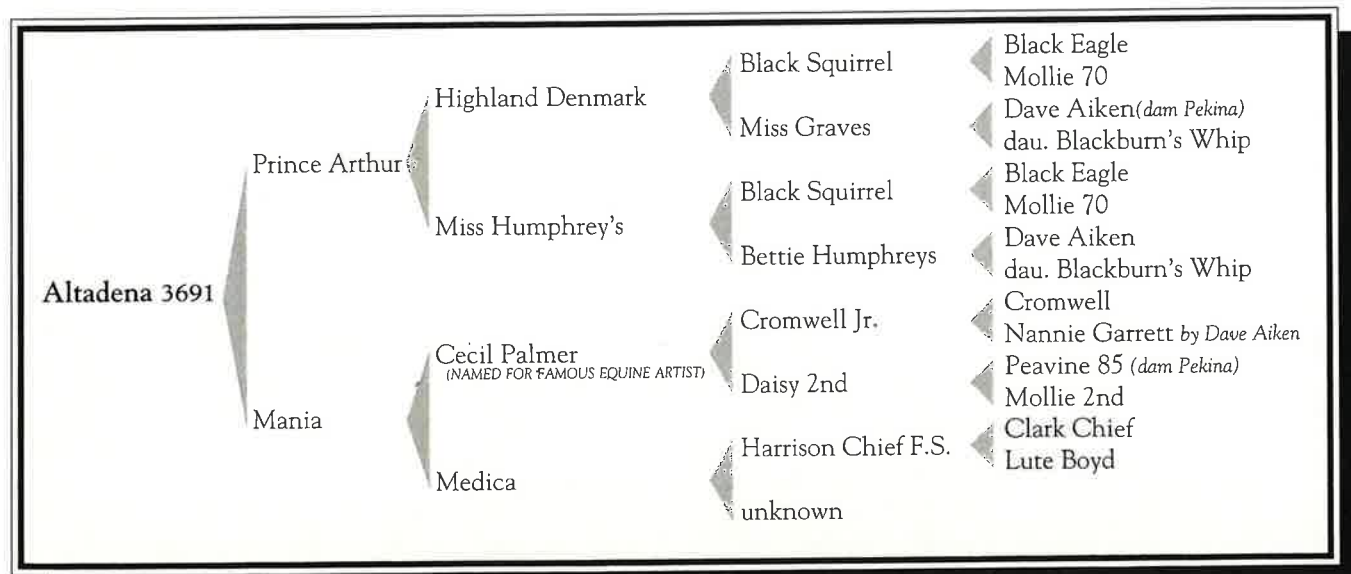 Altadena 3691
Prince Arthur
Mania
Highland Denmark
Miss Humphrey's
Cecil Palmer
(NAMED FOR FAMOUS EQUINE ARTIST)
Medica
Black Squirrel
Miss Graves
Black Squirrel
Bettie Humphreys
Cromwell Jr.
Daisy 2nd
Harrison Chief F.S.
unknown
Black Eagle
Mollie 70
Dave Aiken(dam Pekina)
dau. Blackburn's Whip
Black Eagle
Mollie 70
Dave Aiken
dau. Blackburn's Whip
Cromwell
Nannie Garrett by Dave Aiken
Peavine 85 (dam Pekina)
Mollie 2nd
Clark Chief
Lute Boyd